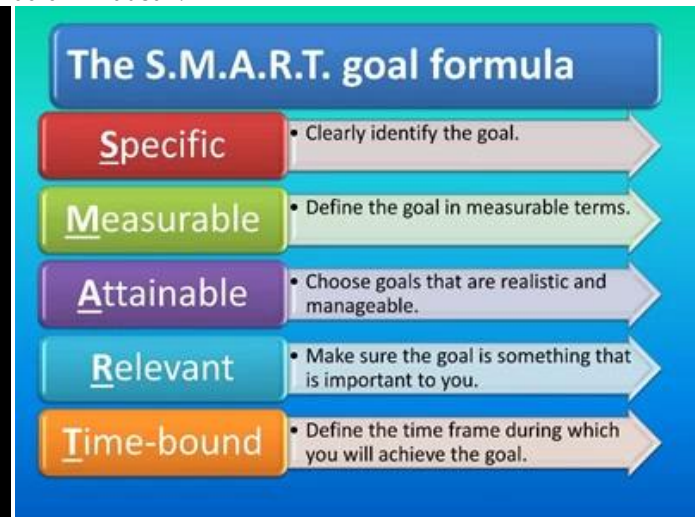 The S.M.A.R.T. goal formula
Specific
• Clearly identify the goal.
Measurable
• Define the goal in measurable terms.
Attainable
• Choose goals that are realistic and
manageable.
Relevant
• Make sure the goal is something that
is important to you.
Time-bound
• Define the time frame during which
you will achieve the goal.